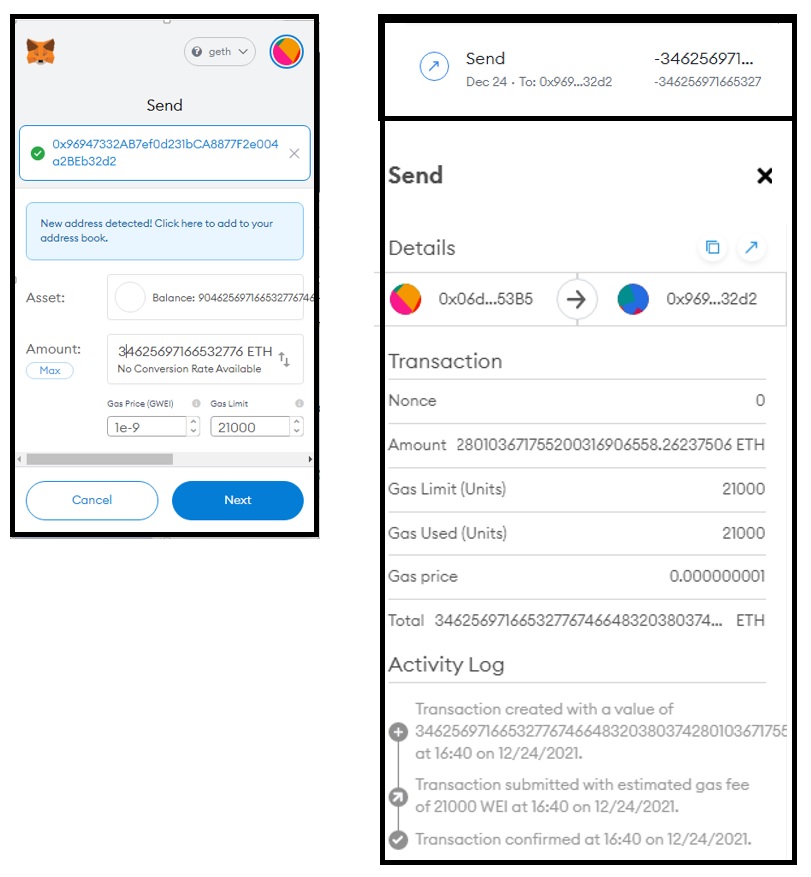 geth
Send
0x96947332AB7ef0d231bCA8877F2e004
a2BEb32d2
New address detected! Click here to add to your
address book.
Asset:
Balance: 904625697166532776746
Amount:
34625697166532776 ETH
Max
No Conversion Rate Available
Gas Price (GWEI)
Gas Limit
1e-9
21000
Cancel
Next
Send
-346256971...
Dec 24 · To: 0x969...32d2
-346256971665327
Send
Details
0x06d...53B5
0x969...32d2
Transaction
Nonce
0
Amount
280103671755200316906558.26237506 ETH
Gas Limit (Units)
21000
Gas Used (Units)
21000
Gas price
0.000000001
Total
34625697166532776746648320380374... ETH
Activity Log
Transaction created with a value of
346256971665327767466483203803742801036717558
at 16:40 on 12/24/2021.
Transaction submitted with estimated gas fee
of 21000 WEI at 16:40 on 12/24/2021.
Transaction confirmed at 16:40 on 12/24/2021.